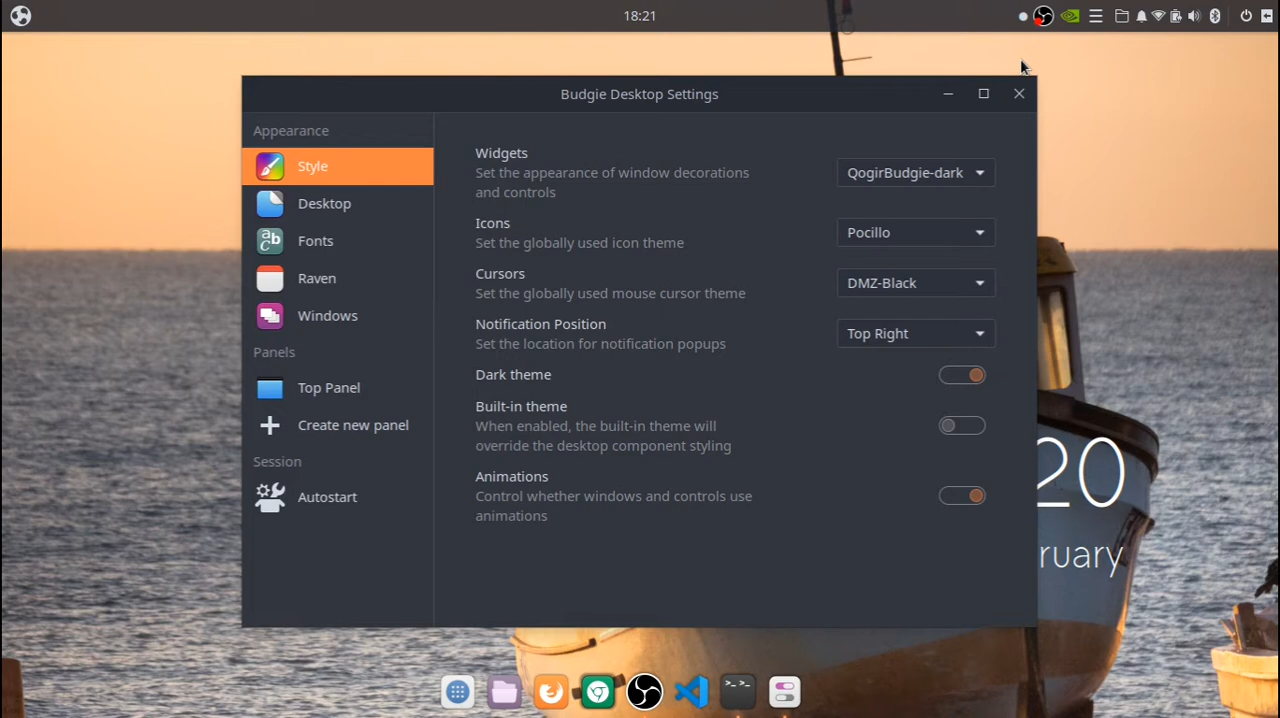 18:21
Budgie Desktop Settings
Appearance
Style
Desktop
Fonts
Raven
Windows
Panels
Top Panel
Create new panel
Session
Autostart
Widgets
Set the appearance of window decorations
and controls
QogirBudgie-dark
Icons
Set the globally used icon theme
Pocillo
Cursors
Set the globally used mouse cursor theme
DMZ-Black
Notification Position
Set the location for notification popups
Top Right
Dark theme
Built-in theme
When enabled, the built-in theme will
override the desktop component styling
Animations
Control whether windows and controls use
animations
20
ruary
>_ >_